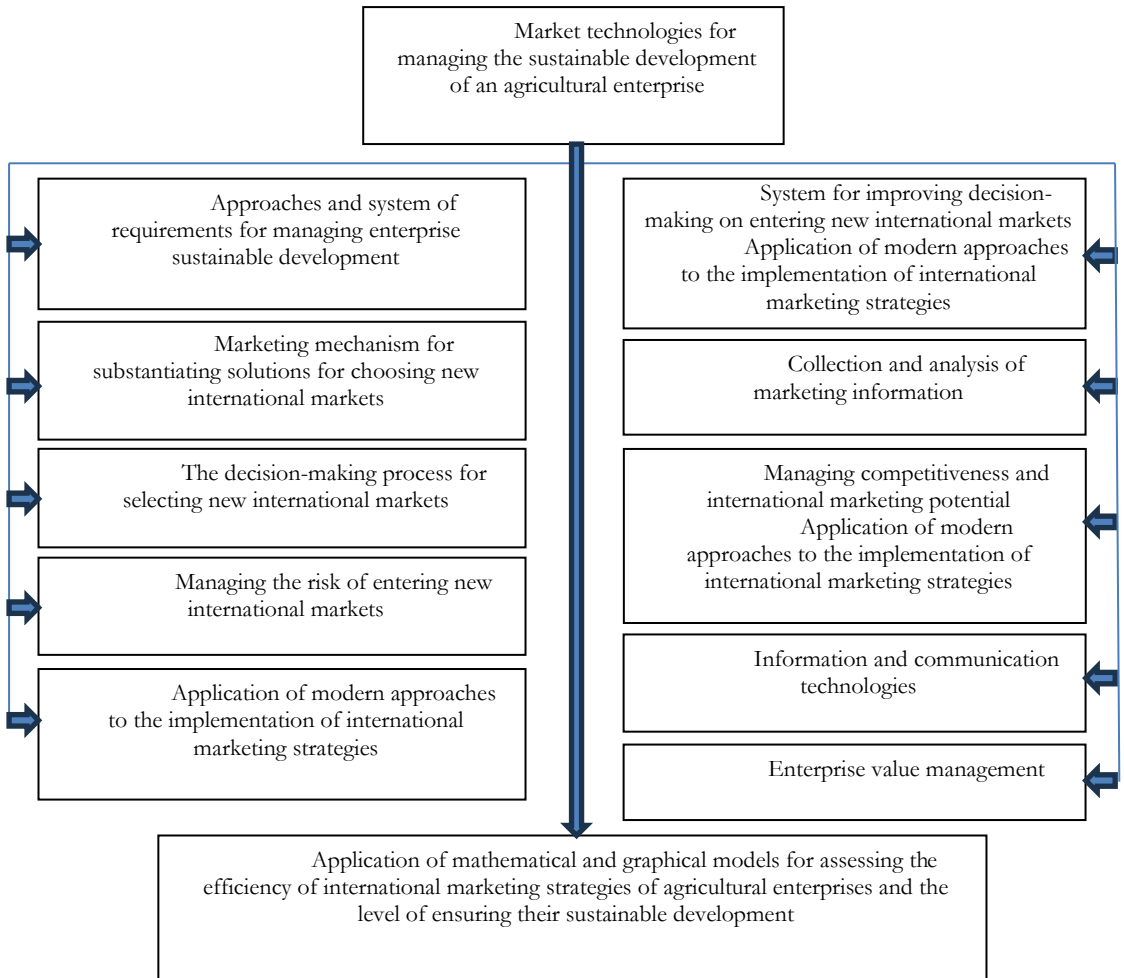 Market technologies for
managing the sustainable development
of an agricultural enterprise
Approaches and system of
requirements for managing enterprise
sustainable development
Marketing mechanism for
substantiating solutions for choosing new
international markets
The decision-making process for
selecting new international markets
Managing the risk of entering new
international markets
Application of modern approaches
to the implementation of international
marketing strategies
System for improving decision-
making on entering new international markets
Application of modern approaches
to the implementation of international
marketing strategies
Collection and analysis of
marketing information
Managing competitiveness and
international marketing potential
Application of modern
approaches to the implementation of
international marketing strategies
Information and communication
technologies
Enterprise value management
Application of mathematical and graphical models for assessing the
efficiency of international marketing strategies of agricultural enterprises and the
level of ensuring their sustainable development